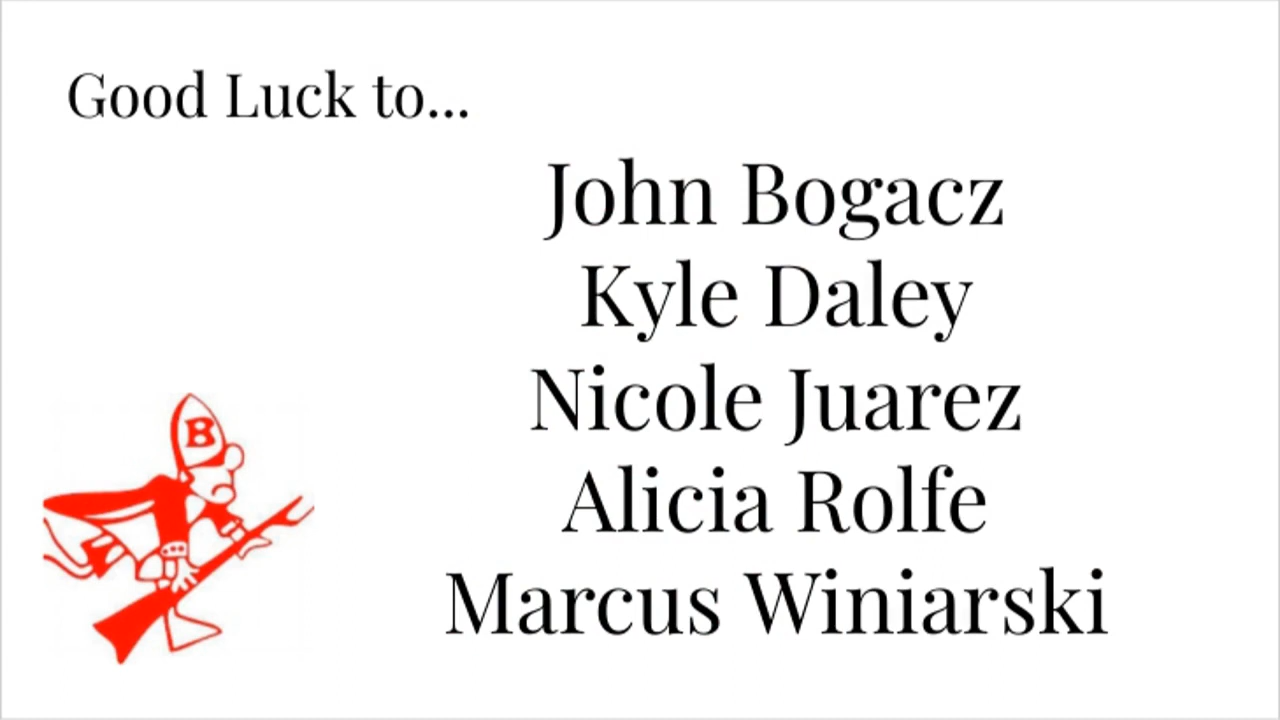 Good Luck to...
John Bogacz
Kyle Daley
Nicole Juarez
Alicia Rolfe
Marcus Winiarski
B